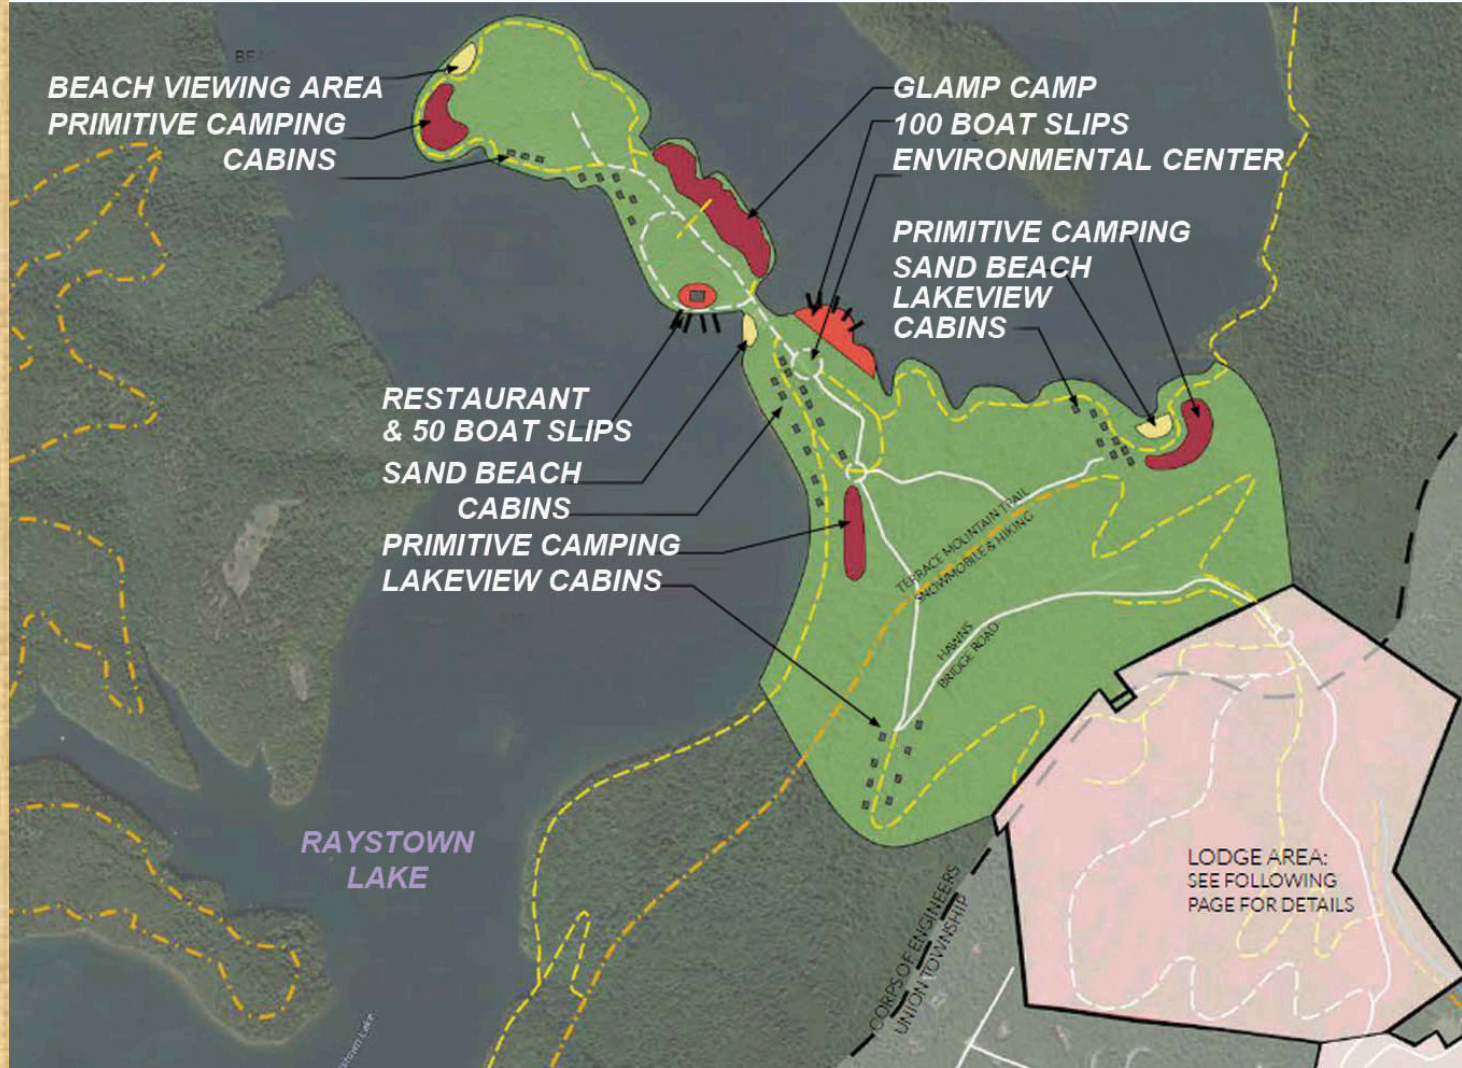 BEACH VIEWING AREA
PRIMITIVE CAMPING
CABINS
GLAMP CAMP
100 BOAT SLIPS
ENVIRONMENTAL CENTER
PRIMITIVE CAMPING
SAND BEACH
LAKEVIEW
CABINS
RESTAURANT
& 50 BOAT SLIPS
SAND BEACH
CABINS
PRIMITIVE CAMPING
LAKEVIEW CABINS
TERRACE MOUNTAIN TRAIL
SNOWMOBILE & HIKING
HAWNS
BRIDGE ROAD
RAYSTOWN
LAKE
LODGE AREA:
SEE FOLLOWING
PAGE FOR DETAILS
CORPS OF ENGINEERS
UNION TOWNSHIP
Lake